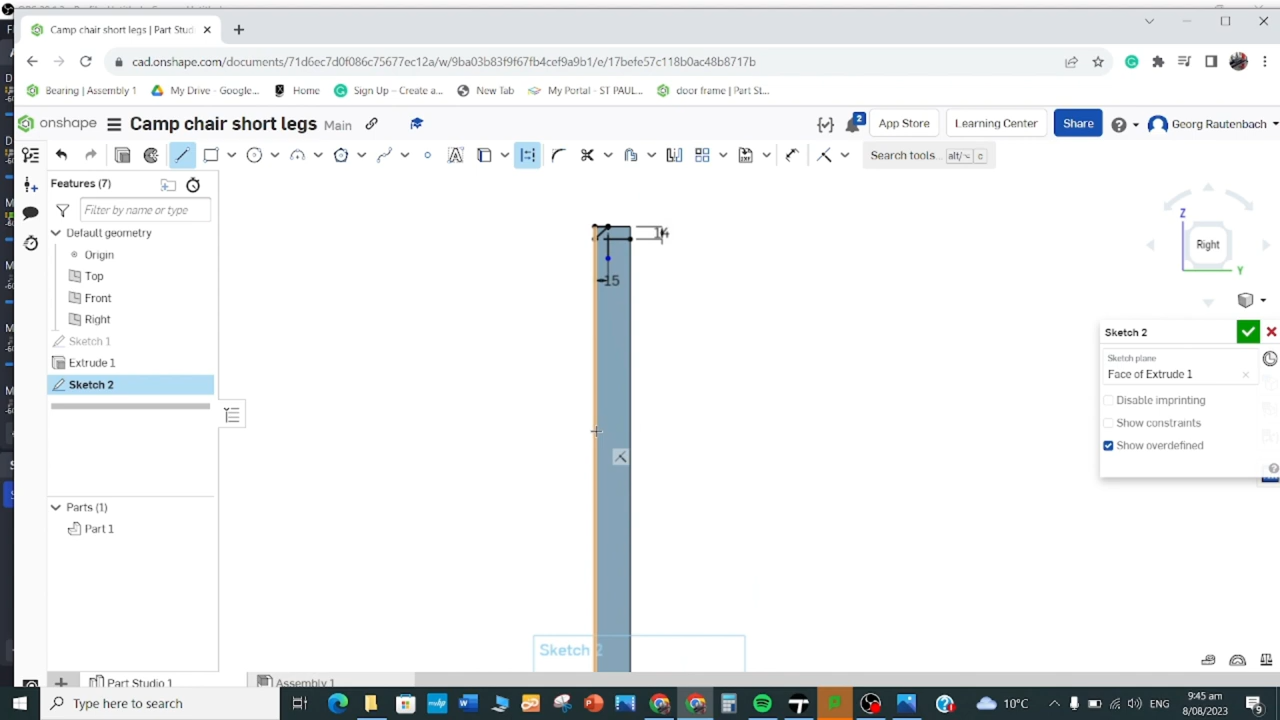 Camp chair short legs | Part Stud
cad.onshape.com/documents/71d6ec7d0f086c75677ec12a/w/9ba03b83f9f67fb4cef9a9b1/e/17befe57c118b0ac48b8717b
Bearing | Assembly 1
My Drive - Google...
Home
Sign Up – Create a...
New Tab
My Portal - ST PAUL...
door frame | Part St...
onshape
Camp chair short legs Main
2
App Store
Learning Center
Share
Georg Rautenbach
Search tools... alt/⌥ c
Features (7)
Filter by name or type
Default geometry
Origin
Top
Front
Right
Sketch 1
Extrude 1
Sketch 2
Parts (1)
Part 1
14
15
Z
Right
Y
Sketch 2
Sketch plane
Face of Extrude 1
Disable imprinting
Show constraints
Show overdefined
Sketch 2
Part Studio 1
Assembly 1
Type here to search
10°C
ENG
9:45 am
8/08/2023
9